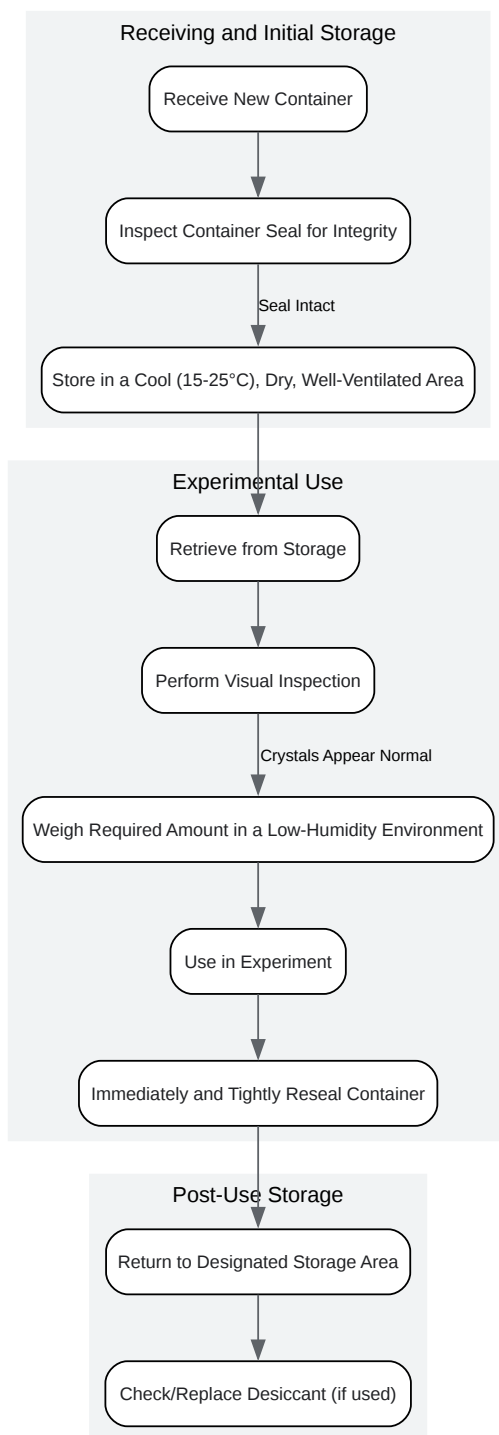 Receiving and Initial Storage
Receive New Container
Inspect Container Seal for Integrity
Seal Intact
Store in a Cool (15-25°C), Dry, Well-Ventilated Area
Experimental Use
Retrieve from Storage
Perform Visual Inspection
Crystals Appear Normal
Weigh Required Amount in a Low-Humidity Environment
Use in Experiment
Immediately and Tightly Reseal Container
Post-Use Storage
Return to Designated Storage Area
Check/Replace Desiccant (if used)